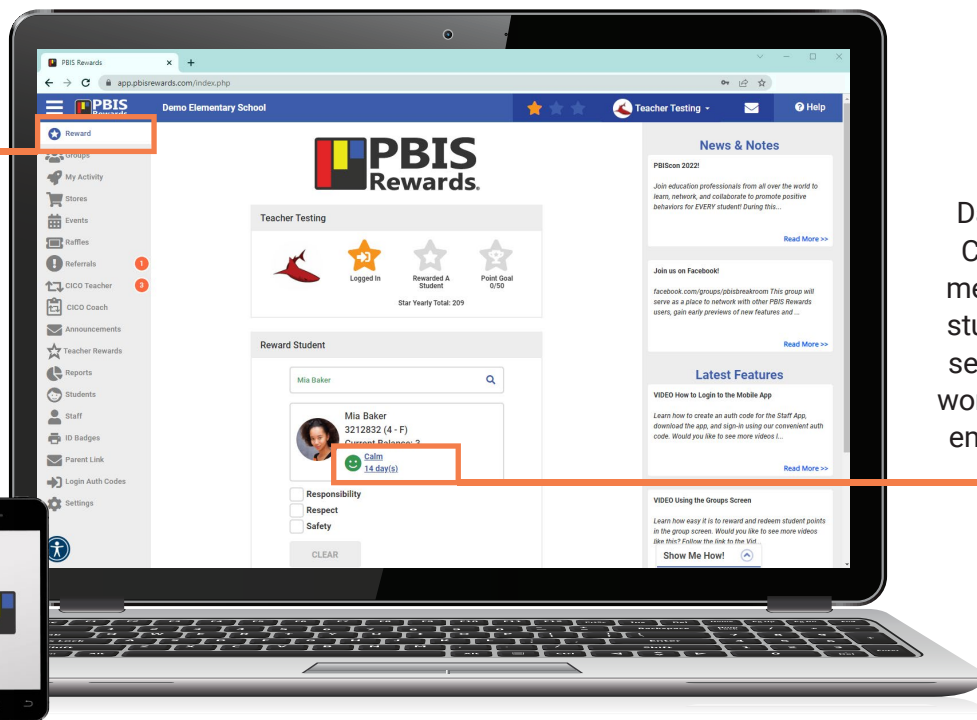 PBIS Rewards
app.pbisrewards.com/index.php
PBIS
Rewards
Demo Elementary School
Teacher Testing
Help
Reward
Groups
My Activity
Stores
Events
Raffles
Referrals 1
CICO Teacher 3
CICO Coach
Announcements
Teacher Rewards
Reports
Students
Staff
ID Badges
Parent Link
Login Auth Codes
Settings
PBIS
Rewards.
Teacher Testing
Logged In
Rewarded A
Student
Point Goal
0/50
Star Yearly Total: 209
Reward Student
Mia Baker
Mia Baker
3212832 (4 - F)
Current Balance: 3
Calm
14 day(s)
Responsibility
Respect
Safety
CLEAR
News & Notes
PBIScon 2022!
Join education professionals from all over the world to
learn, network, and collaborate to promote positive
behaviors for EVERY student! During this...
Read More >>
Join us on Facebook!
facebook.com/groups/pbisbreakroom This group will
serve as a place to network with other PBIS Rewards
users, gain early previews of new features and ...
Read More >>
Latest Features
VIDEO How to Login to the Mobile App
Learn how to create an auth code for the Staff App,
download the app, and sign-in using our convenient auth
code. Would you like to see more videos l...
Read More >>
VIDEO Using the Groups Screen
Learn how easy it is to reward and redeem student points
in the group screen. Would you like to see more videos
like this? Follow the link to the Vid...
Show Me How!